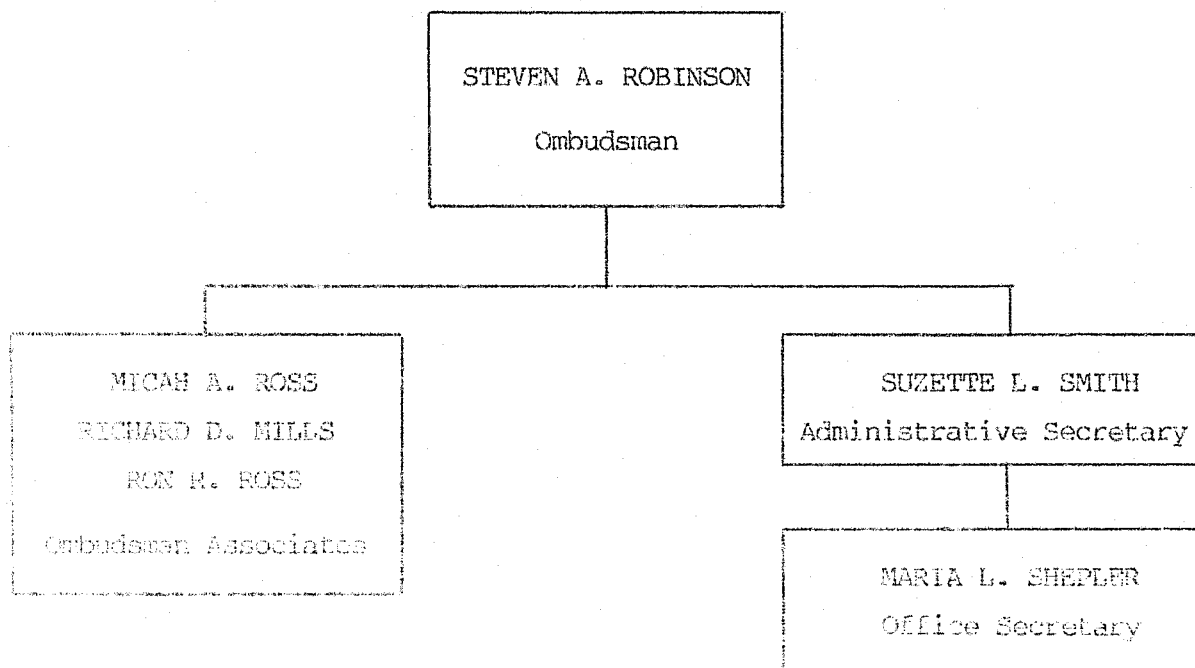 STEVEN A. ROBINSON
Ombudsman
MICAH A. ROSS
RICHARD D. MILLS
RON R. ROSS
Ombudsman Associates
SUZETTE L. SMITH
Administrative Secretary
MARIA L. SHEPLER
Office Secretary